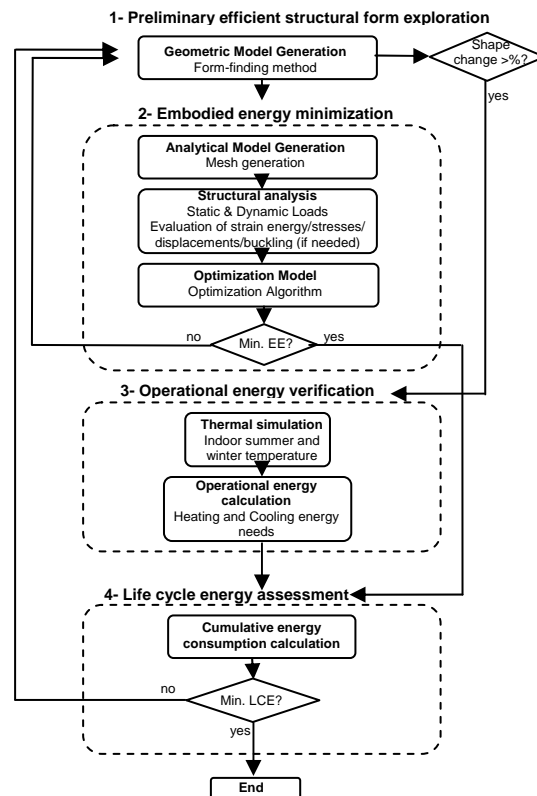 1- Preliminary efficient structural form exploration
Geometric Model Generation
Form-finding method
Shape
change >%?
yes
2- Embodied energy minimization
Analytical Model Generation
Mesh generation
Structural analysis
Static & Dynamic Loads
Evaluation of strain energy/stresses/
displacements/buckling (if needed)
Optimization Model
Optimization Algorithm
no
Min. EE?
yes
3- Operational energy verification
Thermal simulation
Indoor summer and
winter temperature
Operational energy
calculation
Heating and Cooling energy
needs
4- Life cycle energy assessment
Cumulative energy
consumption calculation
no
Min. LCE?
yes
End